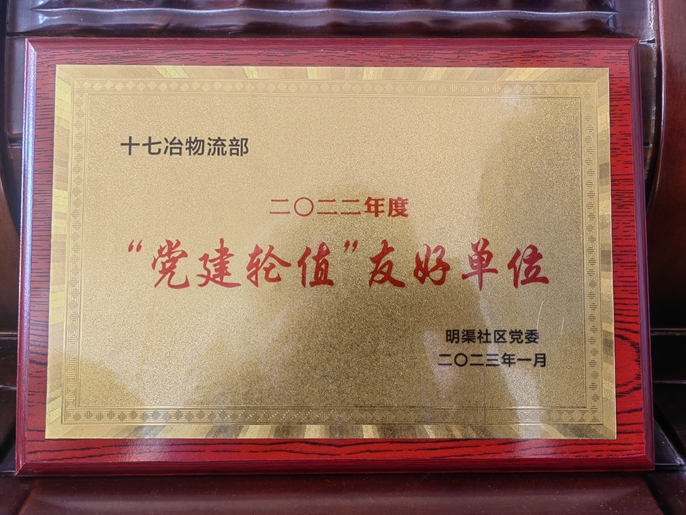 十七冶物流部
二〇二二年度
“党建轮值”友好单位
明渠社区党委
二〇二三年一月